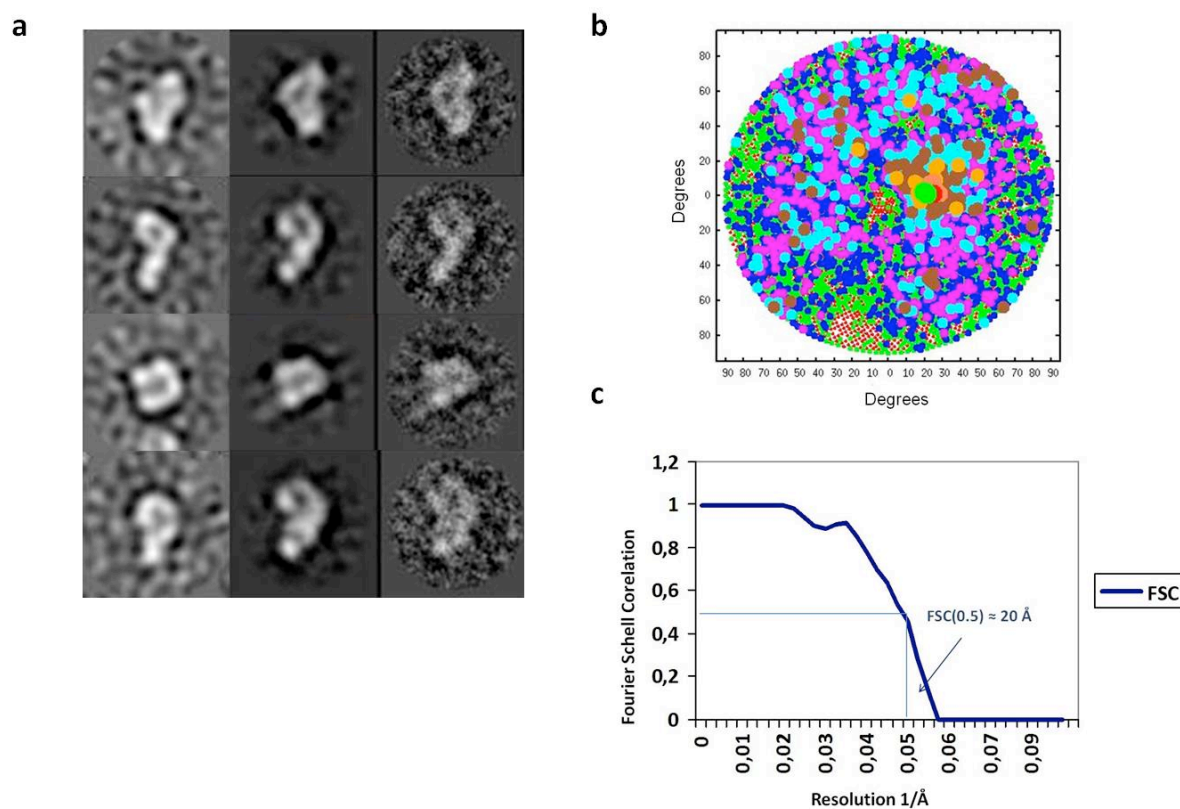 a
b
80
60
40
20
0
20
40
60
80
90 80 70 60 50 40 30 20 10 0 10 20 30 40 50 60 70 80 90
Degrees
Degrees
c
1,2
1
0,8
0,6
0,4
0,2
0
Fourier Schell Corelation
FSC(0.5) ≈ 20 Å
FSC
0 0,01 0,02 0,03 0,04 0,05 0,06 0,07 0,08 0,09
Resolution 1/Å